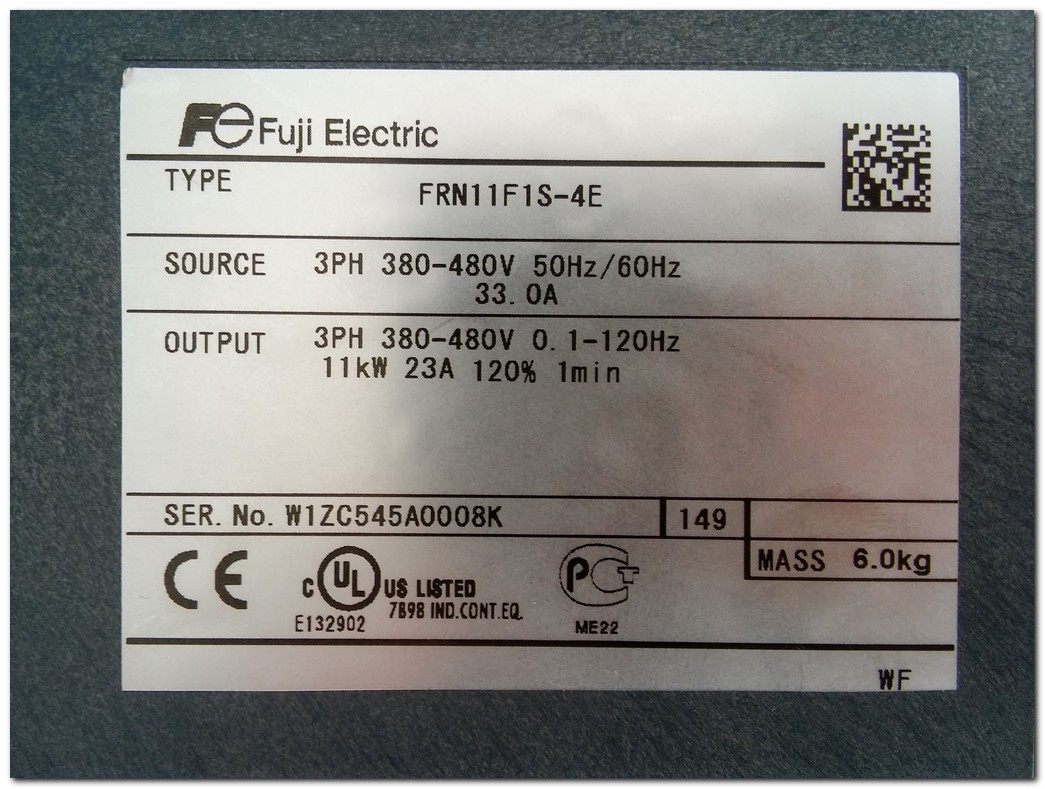 Fe Fuji Electric
TYPE FRN11F1S-4E
SOURCE 3PH 380-480V 50Hz/60Hz
33.0A
OUTPUT 3PH 380-480V 0.1-120Hz
11kW 23A 120% 1min
SER. No. W1ZC545A0008K 149
MASS 6.0kg
CE C UL US LISTED
7B98 IND.CONT.EQ.
E132902
PCT
ME22
WF